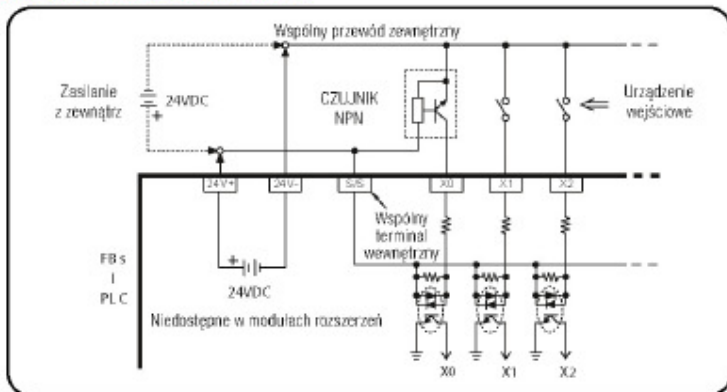 Wspólny przewód zewnętrzny
Zasilanie
z zewnątrz
24VDC
+
CZUJNIK
NPN
Urządzenie
wejściowe
24V+ 24V- S/S X0 X1 X2
Wspólny
terminal
wewnętrzny
FBs
I
PLC
+
24VDC
Niedostępne w modułach rozszerzeń
X0 X1 X2